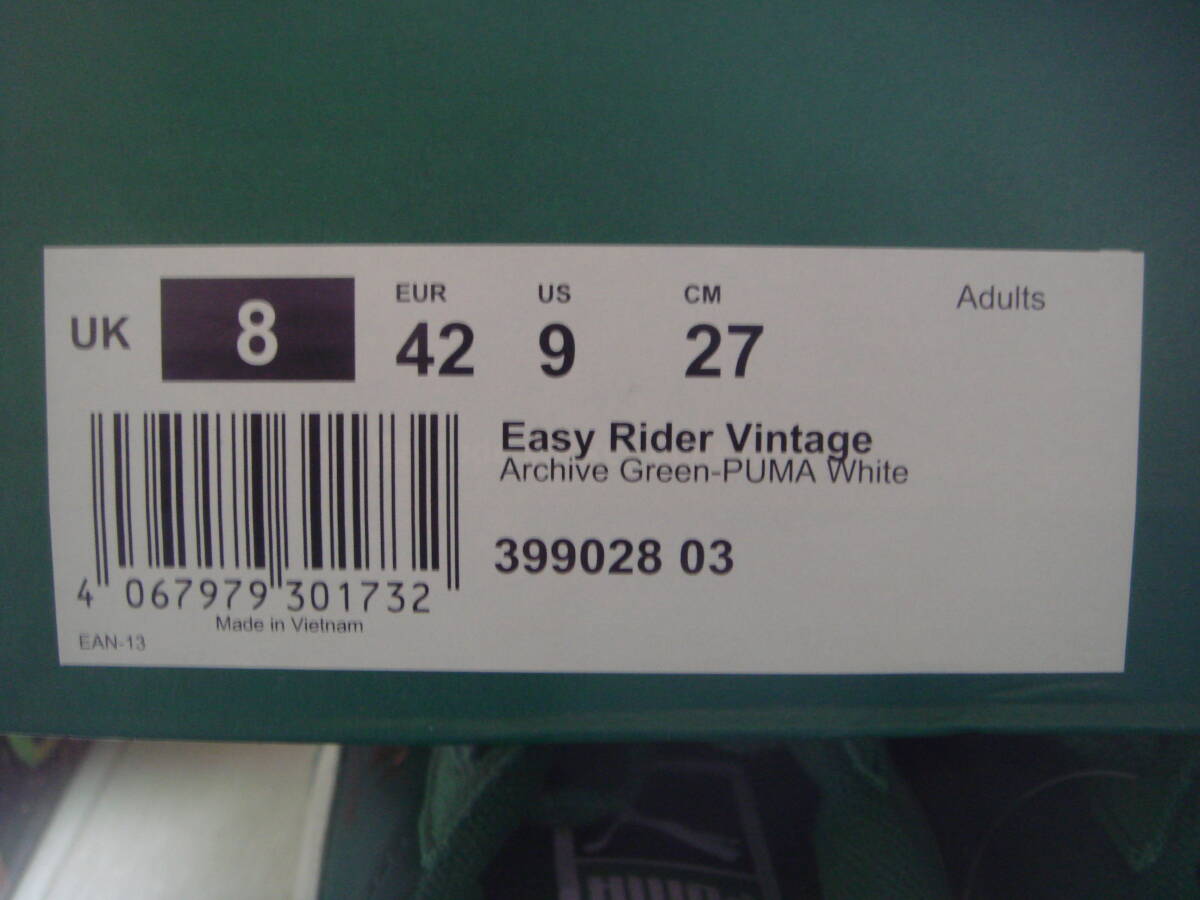 UK 8
EUR 42
US 9
CM 27
Adults
Easy Rider Vintage
Archive Green-PUMA White
399028 03
4 067979 301732
Made in Vietnam
EAN-13